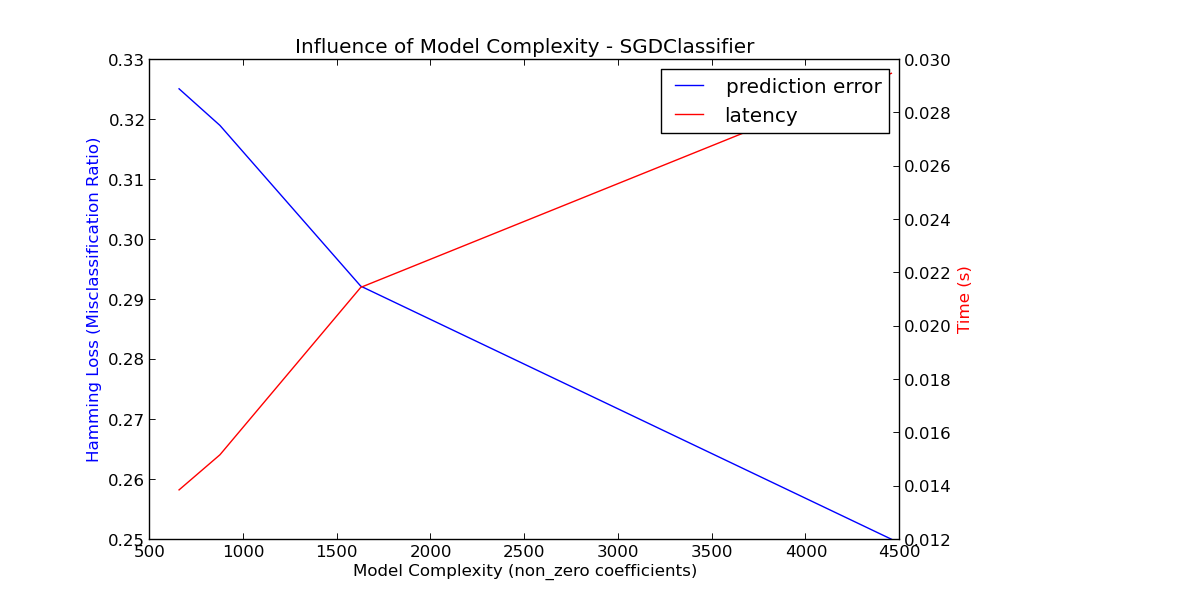 Influence of Model Complexity - SGDClassifier
prediction error
latency
0.33
0.32
0.31
0.30
0.29
0.28
0.27
0.26
0.25
Hamming Loss (Misclassification Ratio)
0.030
0.028
0.026
0.024
0.022
0.020
0.018
0.016
0.014
0.012
Time (s)
500 1000 1500 2000 2500 3000 3500 4000 4500
Model Complexity (non_zero coefficients)